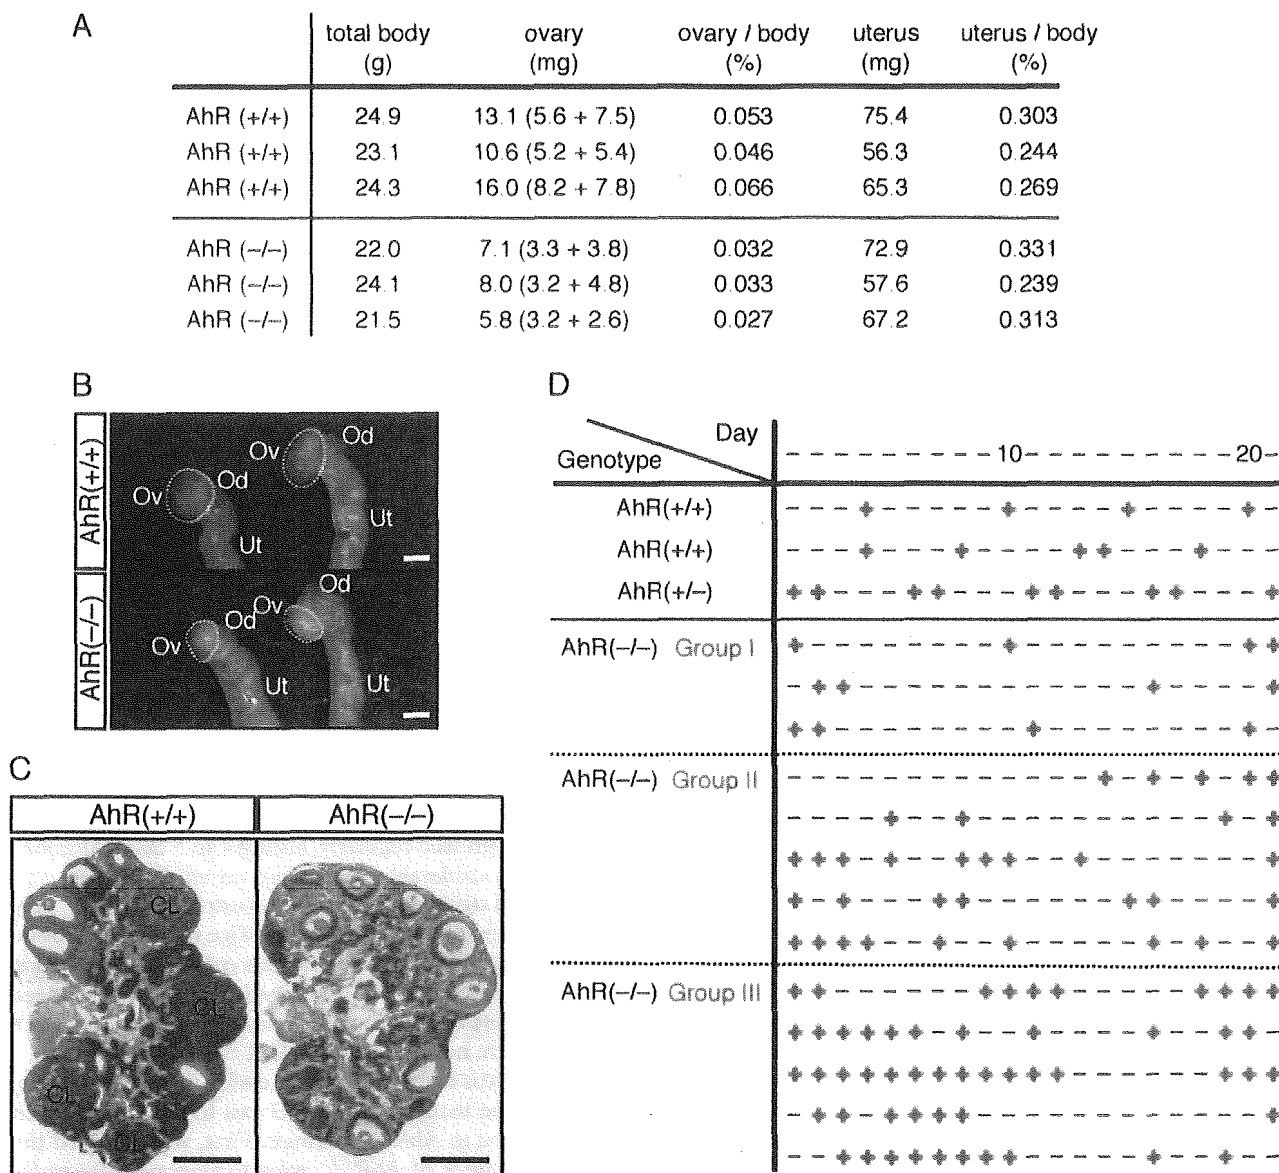 A
total body (g) ovary (mg) ovary / body (%) uterus (mg) uterus / body (%)
AhR (+/+) 24.9 13.1 (5.6 + 7.5) 0.053 75.4 0.303
AhR (+/+) 23.1 10.6 (5.2 + 5.4) 0.046 56.3 0.244
AhR (+/+) 24.3 16.0 (8.2 + 7.8) 0.066 65.3 0.269
AhR (–/–) 22.0 7.1 (3.3 + 3.8) 0.032 72.9 0.331
AhR (–/–) 24.1 8.0 (3.2 + 4.8) 0.033 57.6 0.239
AhR (–/–) 21.5 5.8 (3.2 + 2.6) 0.027 67.2 0.313
B
AhR(+/+)
Ov Od Ut
Ov Od Ut
AhR(–/–)
Ov Od Ut
Ov Od Ut
C
AhR(+/+) AhR(–/–)
CL
CL
CL
CL
D
Day
Genotype
- - - - - - - - - 10 - - - - - - - - - 20 -
AhR(+/+) - - - + - - - - - + - - - - + - - - - + -
AhR(+/+) - - - + - - - + - - - - + + - - - + - - -
AhR(+/–) + + - - - + + - - - + + - - - + + - - - +
AhR(–/–) Group I + - - - - - - - - + - - - - - - - - - + +
- + + - - - - - - - - - - - - + - - - - +
+ + - - - - - - - - + - - - - - - - - + -
AhR(–/–) Group II - - - - - - - - - - - - - + - + - + - + +
- - - - + - - + - - - - - - - - - - + - +
+ + + - + - - + + + - - + - - - - - - - +
+ - + - - - + + - - - - - - + + - - - - +
+ + + + - - + - - + - - - - - + - + - - +
AhR(–/–) Group III + + - - - - - - + + + + - - - - - + + + +
+ + + + + + - + - - + - - - - + - - + + -
+ + + + + + + + + + + + - - - - - - + + +
- + + - + + + + - - - - - - - - - - - - +
- - + + + + + + + + - - - - - + - + - - +